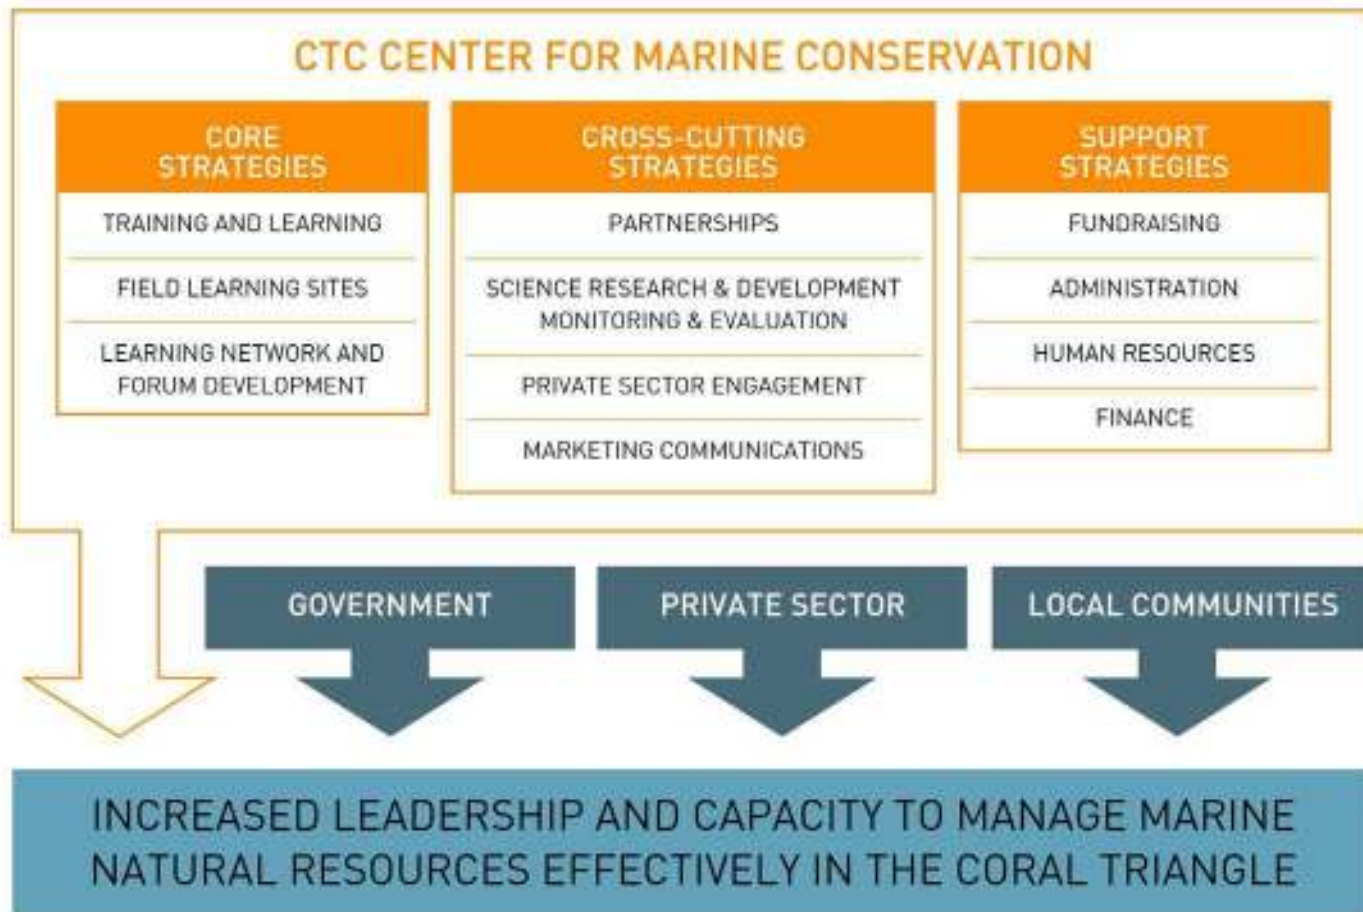 CTC CENTER FOR MARINE CONSERVATION
CORE
STRATEGIES
TRAINING AND LEARNING
FIELD LEARNING SITES
LEARNING NETWORK AND
FORUM DEVELOPMENT
CROSS-CUTTING
STRATEGIES
PARTNERSHIPS
SCIENCE RESEARCH & DEVELOPMENT
MONITORING & EVALUATION
PRIVATE SECTOR ENGAGEMENT
MARKETING COMMUNICATIONS
SUPPORT
STRATEGIES
FUNDRAISING
ADMINISTRATION
HUMAN RESOURCES
FINANCE
GOVERNMENT
PRIVATE SECTOR
LOCAL COMMUNITIES
INCREASED LEADERSHIP AND CAPACITY TO MANAGE MARINE
NATURAL RESOURCES EFFECTIVELY IN THE CORAL TRIANGLE